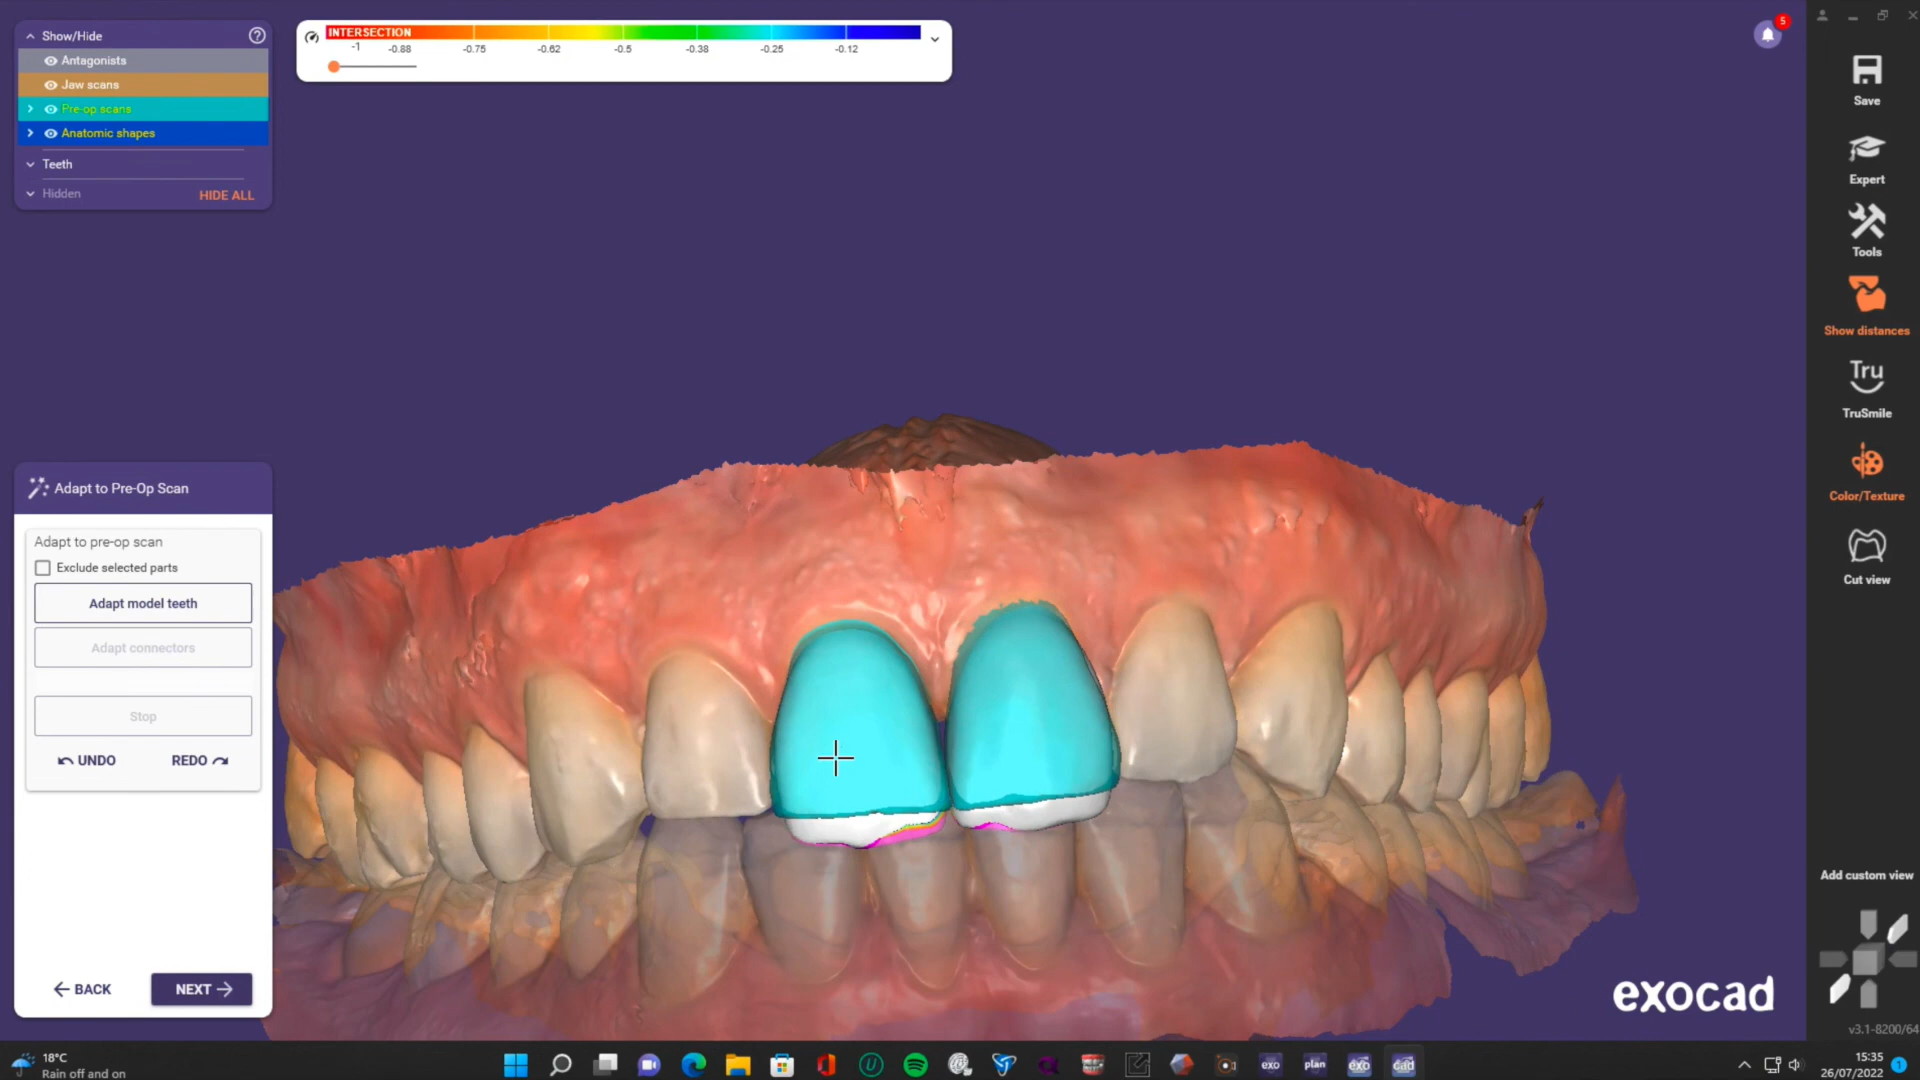 Show/Hide
Antagonists
Jaw scans
Pre-op scans
Anatomic shapes
Teeth
Hidden
HIDE ALL
INTERSECTION
-1 -0.88 -0.75 -0.62 -0.5 -0.38 -0.25 -0.12
5
Save
Expert
Tools
Show distances
Tru
TruSmile
Color/Texture
Cut view
Adapt to Pre-Op Scan
Adapt to pre-op scan
Exclude selected parts
Adapt model teeth
Adapt connectors
Stop
UNDO
REDO
BACK
NEXT
Add custom view
exocad
v3.1-8200/64
18°C
Rain off and on
exo
plan
exo
cad
15:35
26/07/2022
1